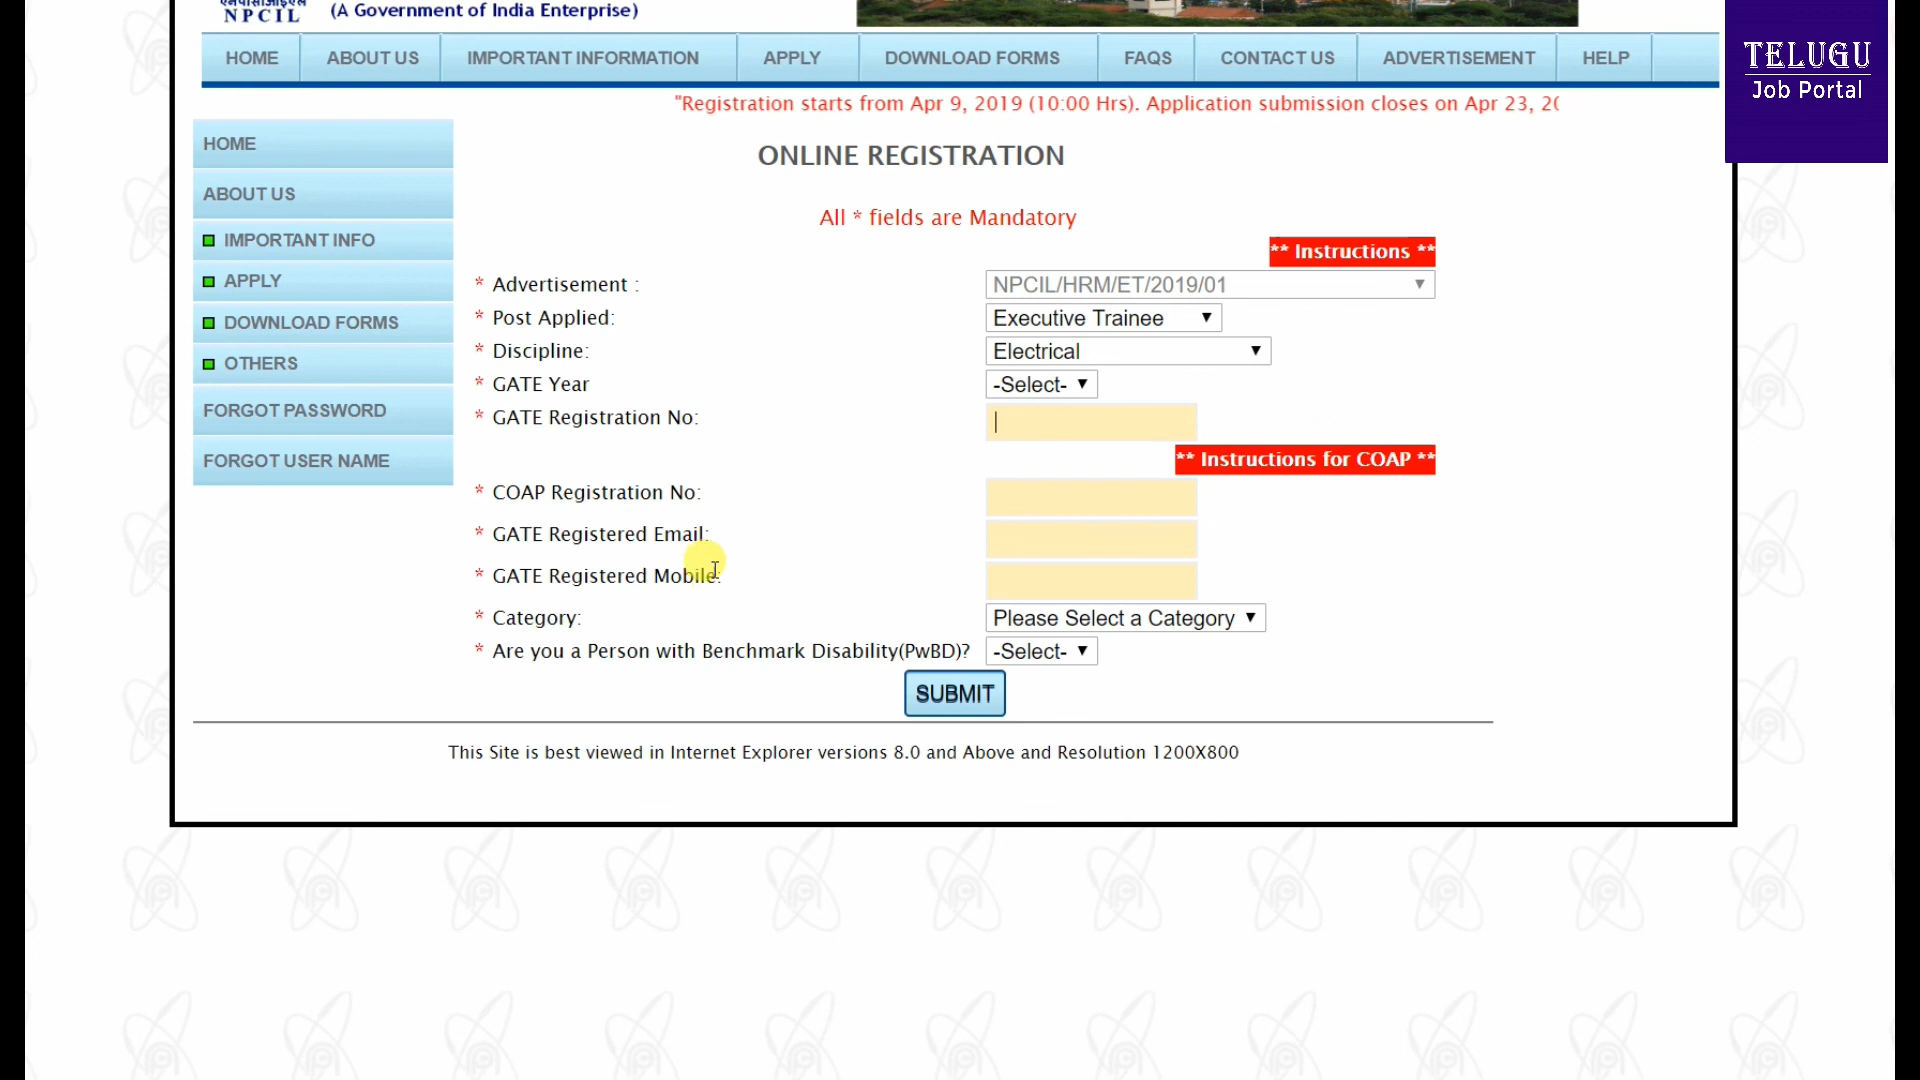 एनपीसीआईएल
NPCIL
(A Government of India Enterprise)
TELUGU
Job Portal
HOME
ABOUT US
IMPORTANT INFORMATION
APPLY
DOWNLOAD FORMS
FAQS
CONTACT US
ADVERTISEMENT
HELP
"Registration starts from Apr 9, 2019 (10:00 Hrs). Application submission closes on Apr 23, 20
HOME
ABOUT US
IMPORTANT INFO
APPLY
DOWNLOAD FORMS
OTHERS
FORGOT PASSWORD
FORGOT USER NAME
ONLINE REGISTRATION
All * fields are Mandatory
** Instructions **
* Advertisement : NPCIL/HRM/ET/2019/01
* Post Applied: Executive Trainee
* Discipline: Electrical
* GATE Year -Select-
* GATE Registration No:
** Instructions for COAP **
* COAP Registration No:
* GATE Registered Email:
* GATE Registered Mobile:
* Category: Please Select a Category
* Are you a Person with Benchmark Disability(PwBD)? -Select-
SUBMIT
This Site is best viewed in Internet Explorer versions 8.0 and Above and Resolution 1200X800